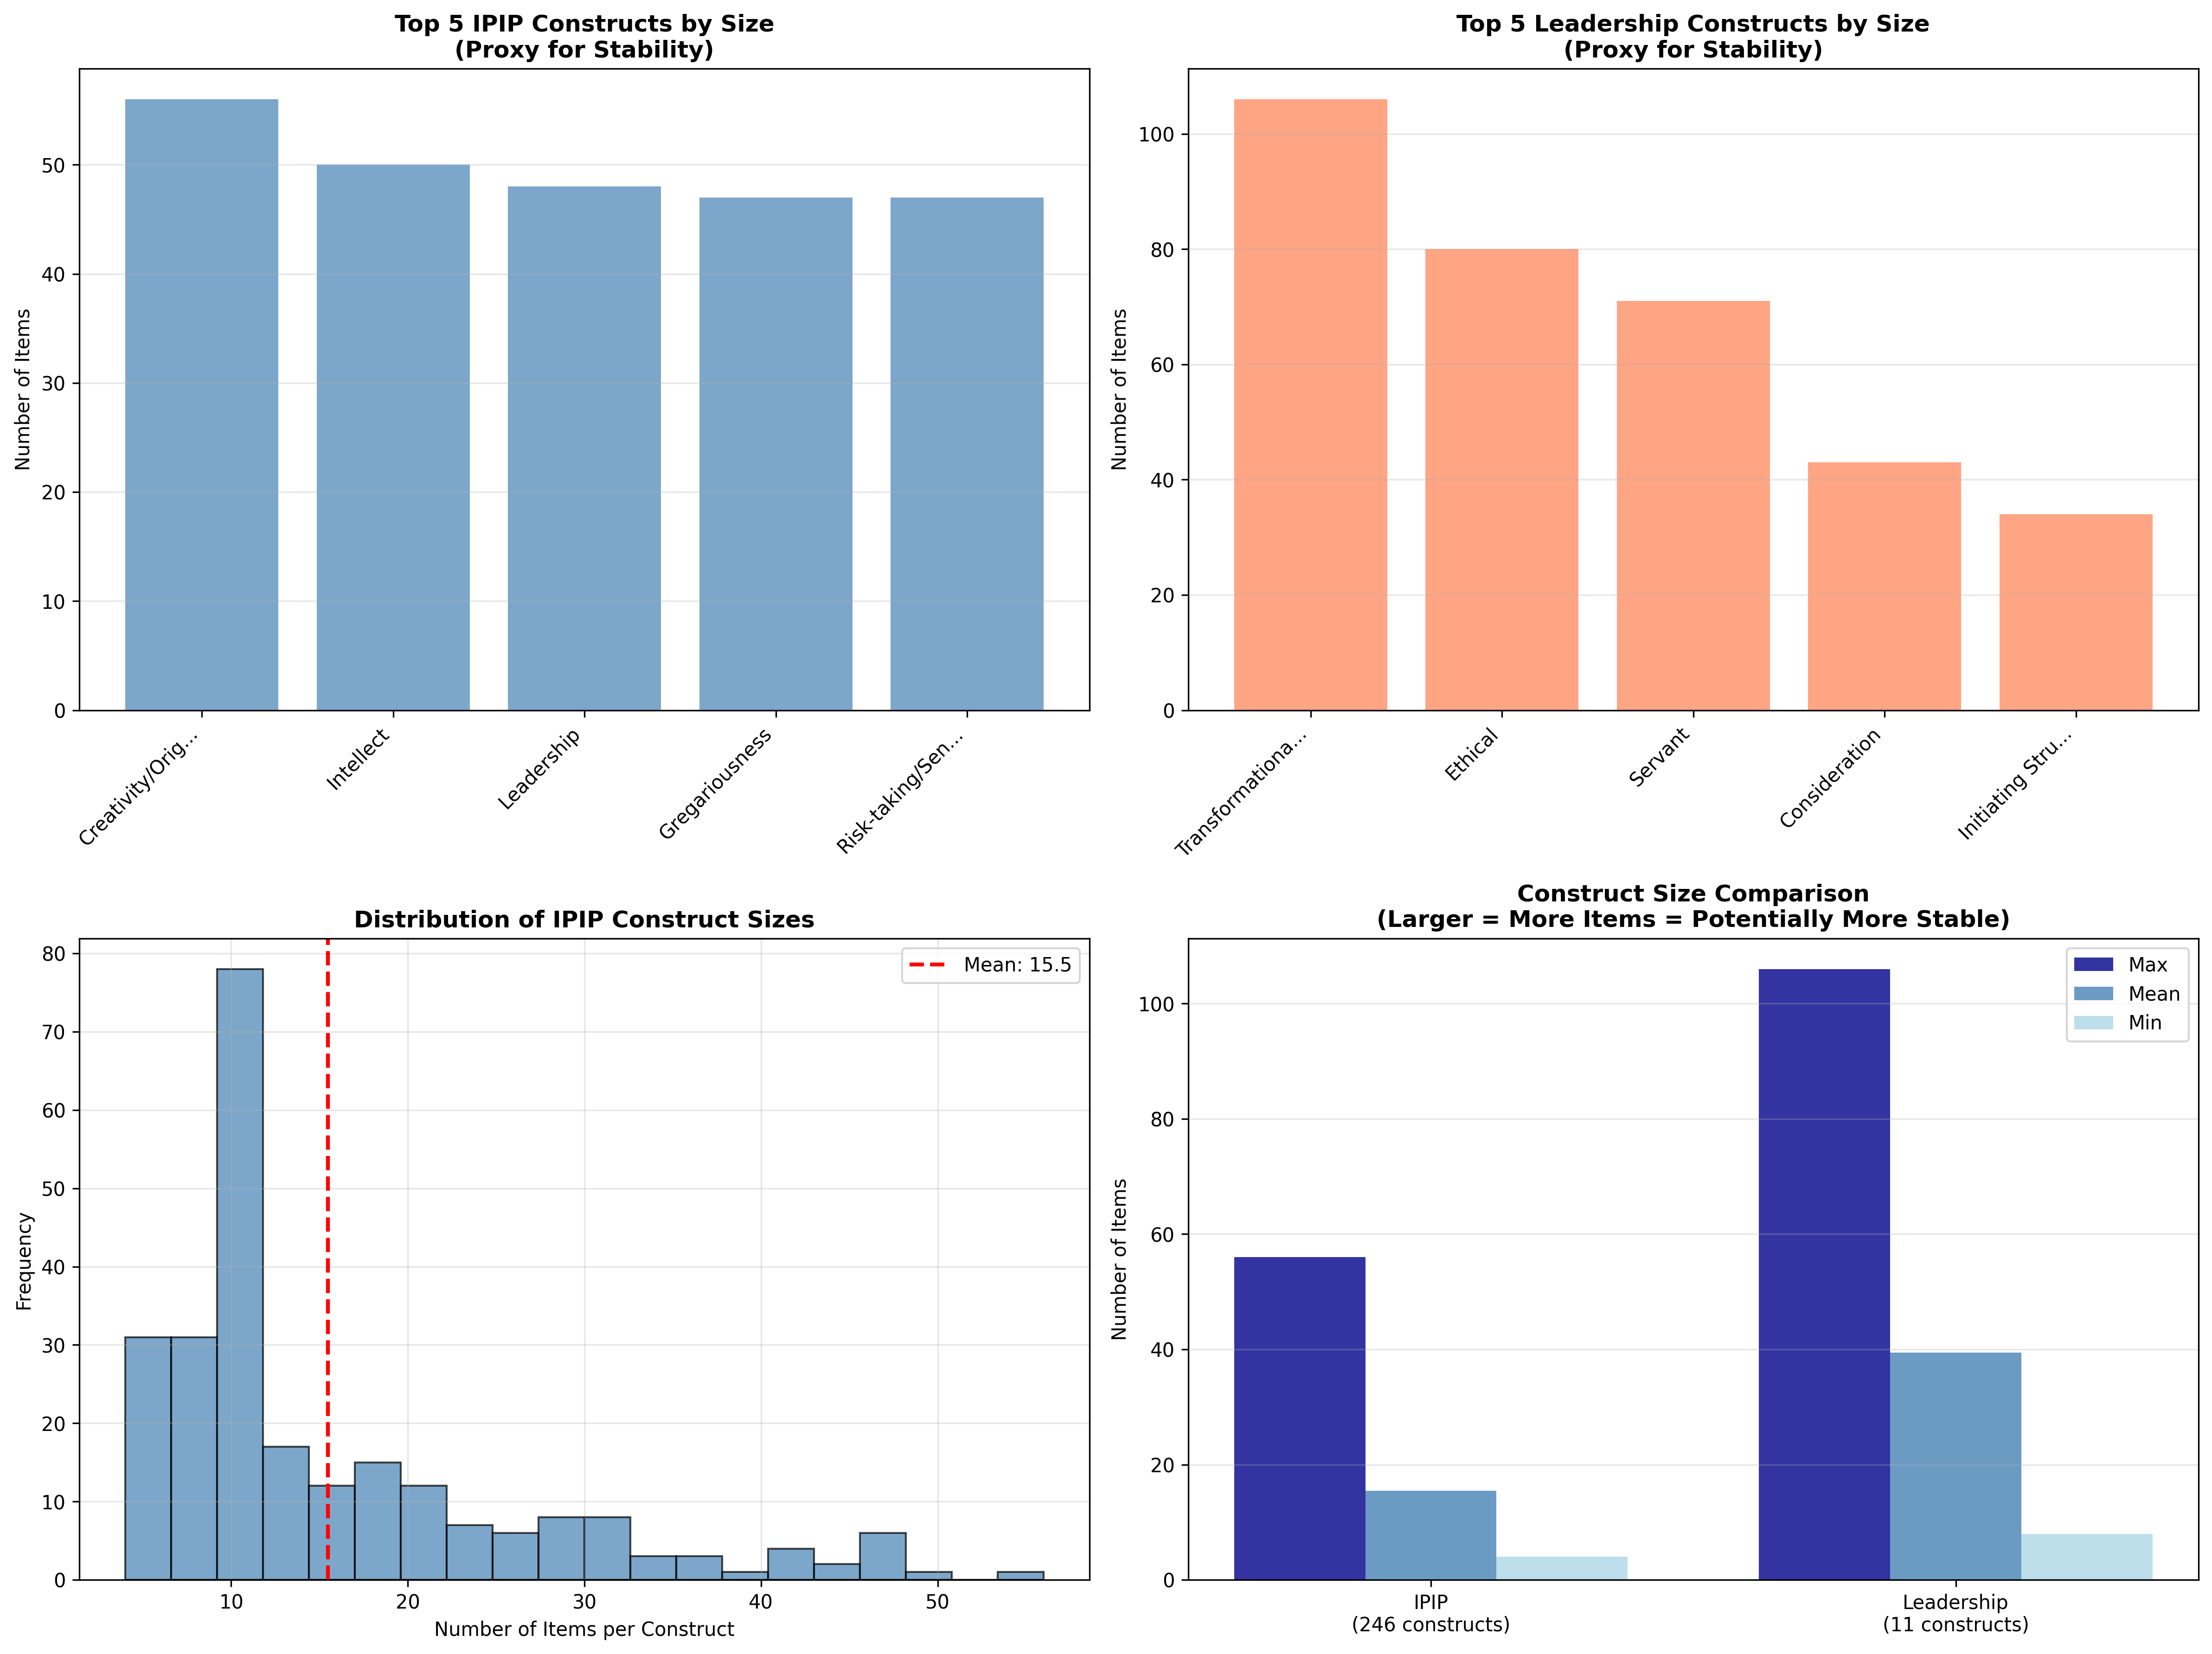 Top 5 IPIP Constructs by Size
(Proxy for Stability)
Number of Items
50
40
30
20
10
0
Creativity/Orig...
Intellect
Leadership
Gregariousness
Risk-taking/Sen...
Top 5 Leadership Constructs by Size
(Proxy for Stability)
Number of Items
100
80
60
40
20
0
Transformationa...
Ethical
Servant
Consideration
Initiating Stru...
Distribution of IPIP Construct Sizes
Mean: 15.5
Frequency
80
70
60
50
40
30
20
10
0
10
20
30
40
50
Number of Items per Construct
Construct Size Comparison
(Larger = More Items = Potentially More Stable)
Max
Mean
Min
Number of Items
100
80
60
40
20
0
IPIP
(246 constructs)
Leadership
(11 constructs)